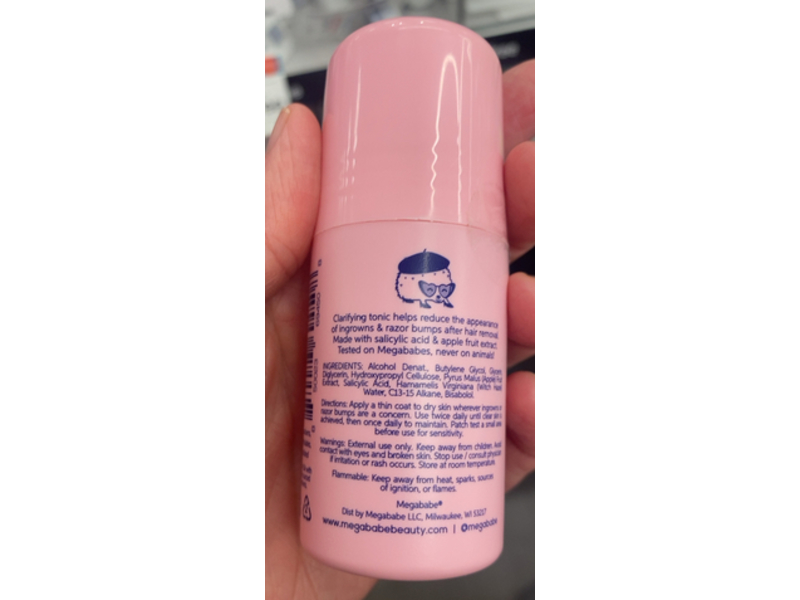 Clarifying tonic helps reduce the appearance
of ingrowns & razor bumps after hair removal.
Made with salicylic acid & apple fruit extract.
Tested on Megababes, never on animals!
INGREDIENTS: Alcohol Denat., Butylene Glycol, Glycerin,
Diglycerin, Hydroxypropyl Cellulose, Pyrus Malus (Apple) Fruit
Extract, Salicylic Acid, Hamamelis Virginiana (Witch Hazel)
Water, C13-15 Alkane, Bisabolol.
Directions: Apply a thin coat to dry skin wherever ingrowns or
razor bumps are a concern. Use twice daily until clear skin is
achieved, then once daily to maintain. Patch test a small area
before use for sensitivity.
Warnings: External use only. Keep away from children. Avoid
contact with eyes and broken skin. Stop use / consult physician
if irritation or rash occurs. Store at room temperature.
Flammable: Keep away from heat, sparks, sources
of ignition, or flames.
Megababe®
Dist by Megababe LLC, Milwaukee, WI 53217
www.megababebeauty.com | @megababe